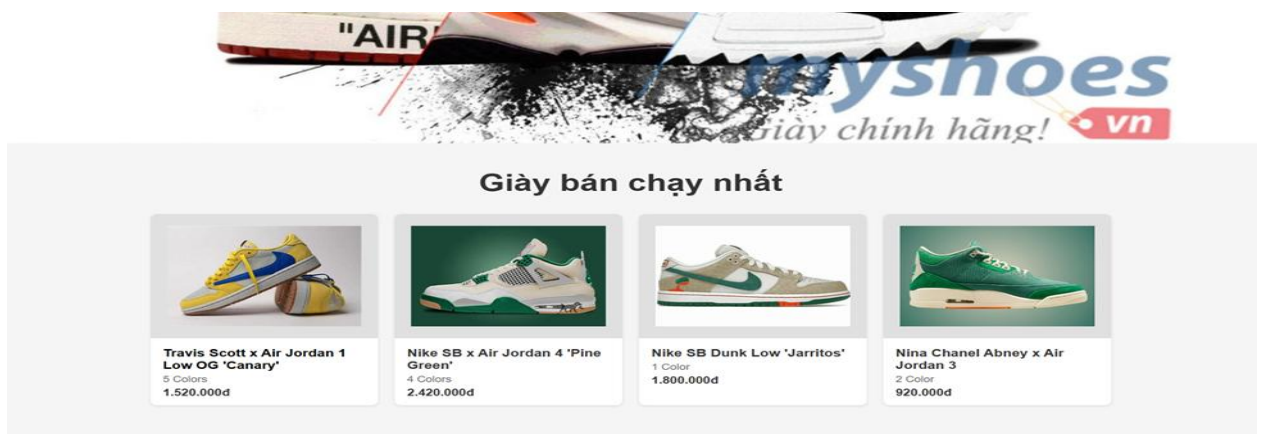 "AIR
myshoes
Giày chính hãng!
vn
Giày bán chạy nhất
Travis Scott x Air Jordan 1
Low OG 'Canary'
5 Colors
1.520.000đ
Nike SB x Air Jordan 4 'Pine
Green'
4 Colors
2.420.000đ
Nike SB Dunk Low 'Jarritos'
1 Color
1.800.000đ
Nina Chanel Abney x Air
Jordan 3
2 Color
920.000đ